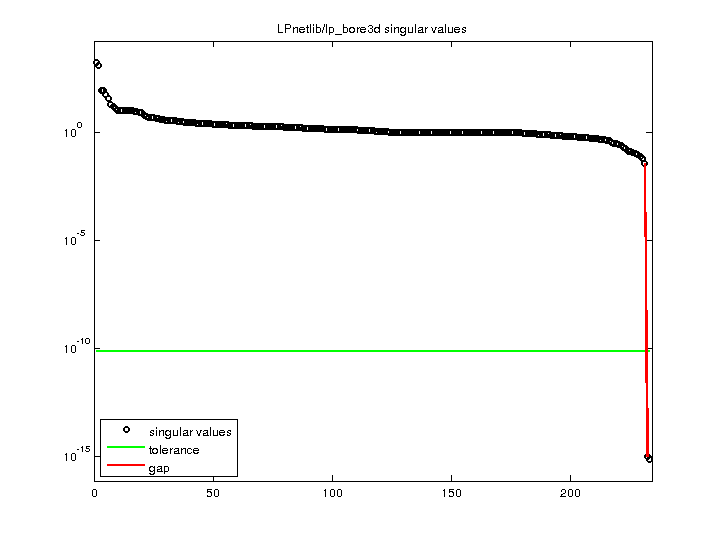 LPnetlib/lp_bore3d singular values
10^0
10^-5
10^-10
10^-15
singular values
tolerance
gap
0 50 100 150 200